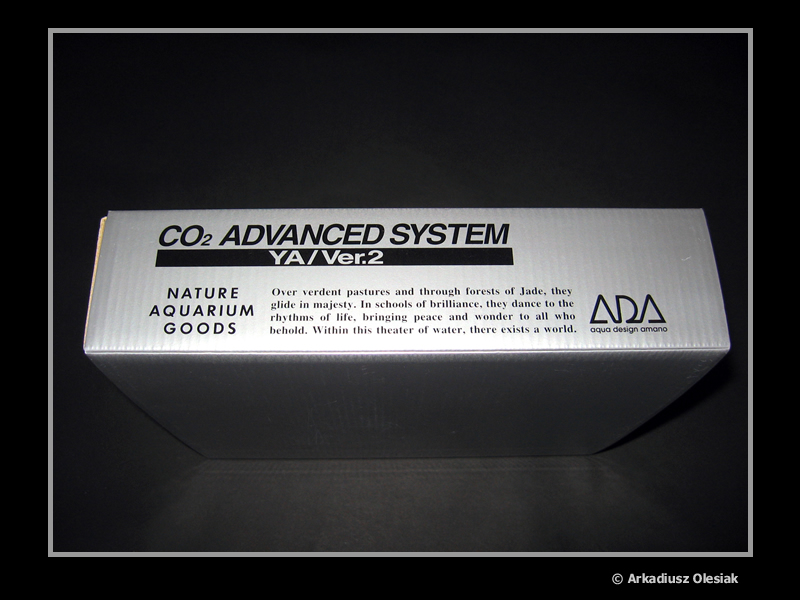 CO2 ADVANCED SYSTEM
YA/Ver.2
NATURE
AQUARIUM
GOODS
Over verdent pastures and through forests of Jade, they
glide in majesty. In schools of brilliance, they dance to the
rhythms of life, bringing peace and wonder to all who
behold. Within this theater of water, there exists a world.
ADA
aqua design amano
© Arkadiusz Olesiak